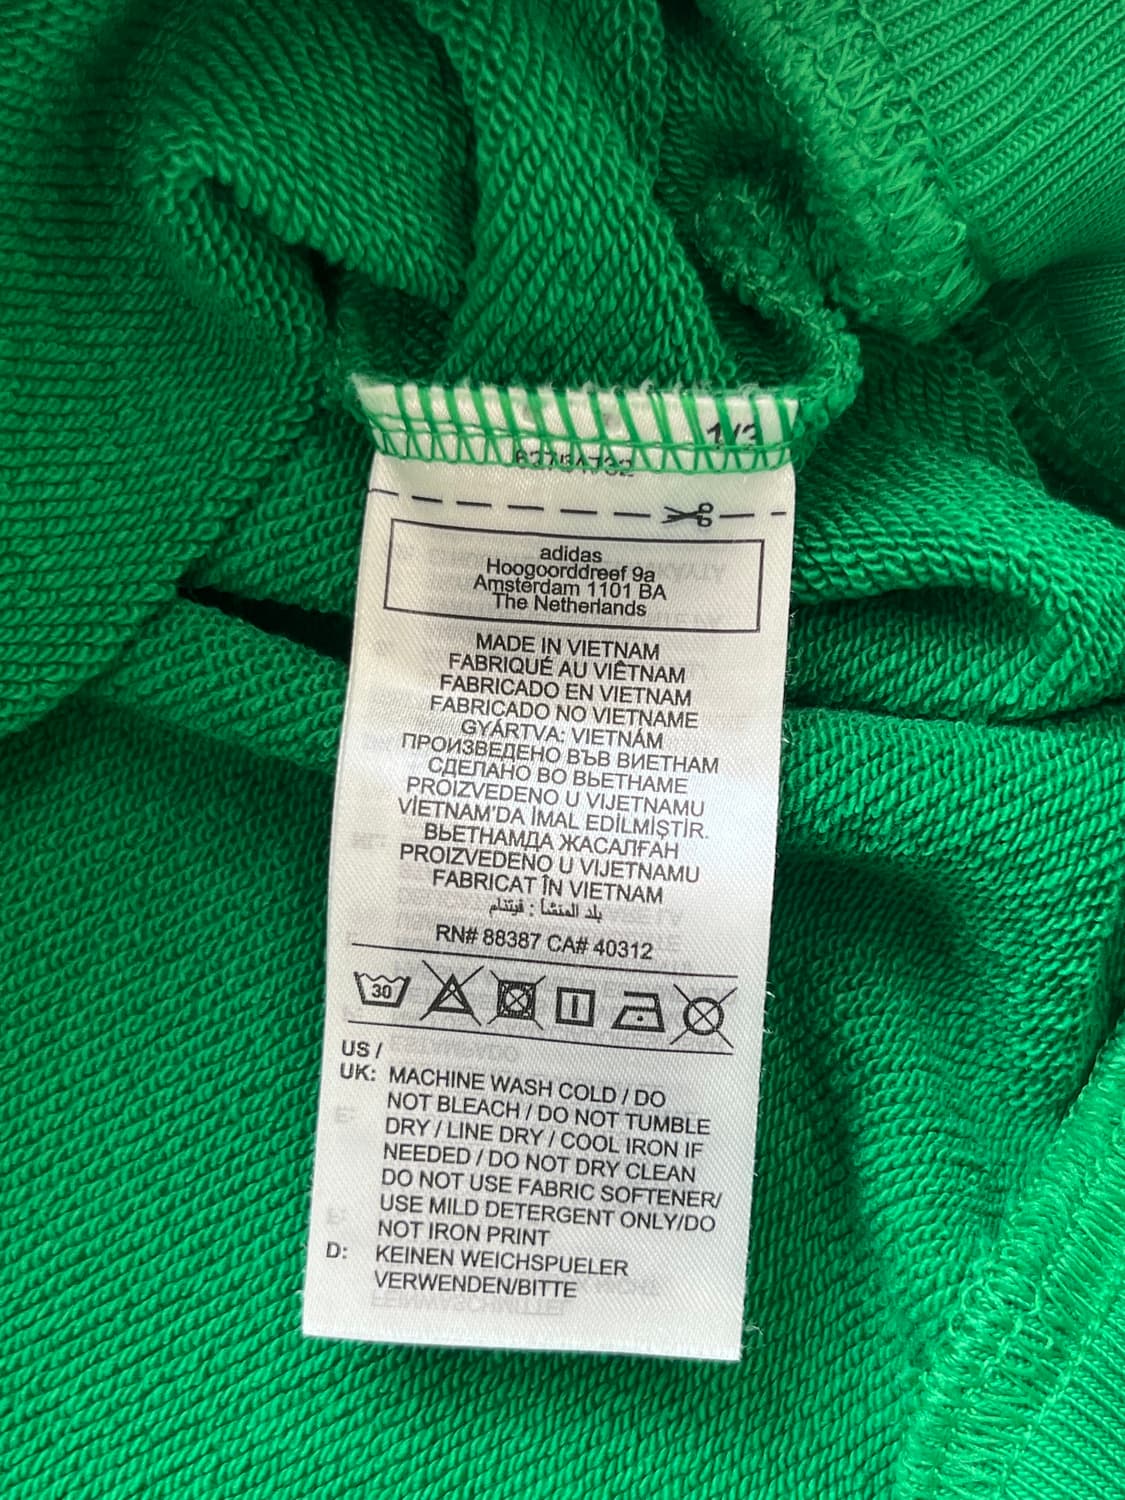 1/3
adidas
Hoogoorddreef 9a
Amsterdam 1101 BA
The Netherlands
MADE IN VIETNAM
FABRIQUÉ AU VIÊTNAM
FABRICADO EN VIETNAM
FABRICADO NO VIETNAME
GYÁRTVA: VIETNÁM
ПРОИЗВЕДЕНО ВЪВ ВИЕТНАМ
СДЕЛАНО ВО ВЬЕТНАМЕ
PROIZVEDENO U VIJETNAMU
VİETNAM'DA İMAL EDİLMİŞTİR.
ВЬЕТНАМДА ЖАСАЛҒАН
PROIZVEDENO U VIJETNAMU
FABRICAT ÎN VIETNAM
بلد المنشأ : فيتنام
RN# 88387 CA# 40312
30
US /
UK: MACHINE WASH COLD / DO
NOT BLEACH / DO NOT TUMBLE
DRY / LINE DRY / COOL IRON IF
NEEDED / DO NOT DRY CLEAN
DO NOT USE FABRIC SOFTENER/
USE MILD DETERGENT ONLY/DO
NOT IRON PRINT
D: KEINEN WEICHSPUELER
VERWENDEN/BITTE